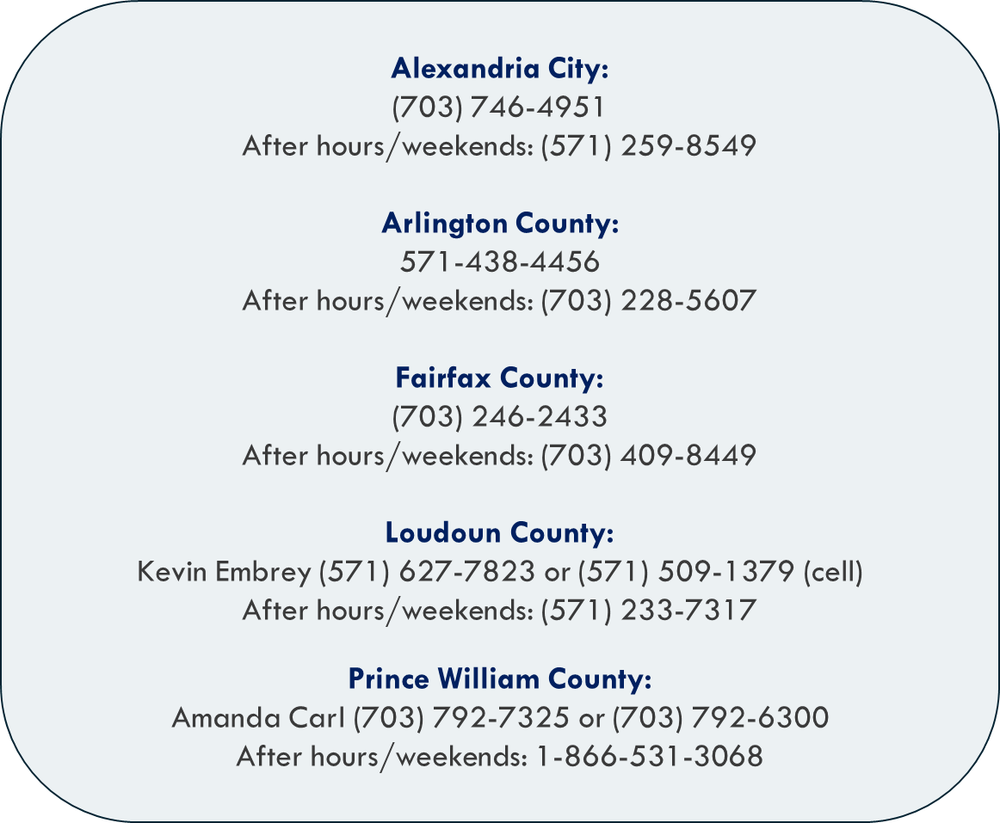 Alexandria City:
(703) 746-4951
After hours/weekends: (571) 259-8549
Arlington County:
571-438-4456
After hours/weekends: (703) 228-5607
Fairfax County:
(703) 246-2433
After hours/weekends: (703) 409-8449
Loudoun County:
Kevin Embrey (571) 627-7823 or (571) 509-1379 (cell)
After hours/weekends: (571) 233-7317
Prince William County:
Amanda Carl (703) 792-7325 or (703) 792-6300
After hours/weekends: 1-866-531-3068